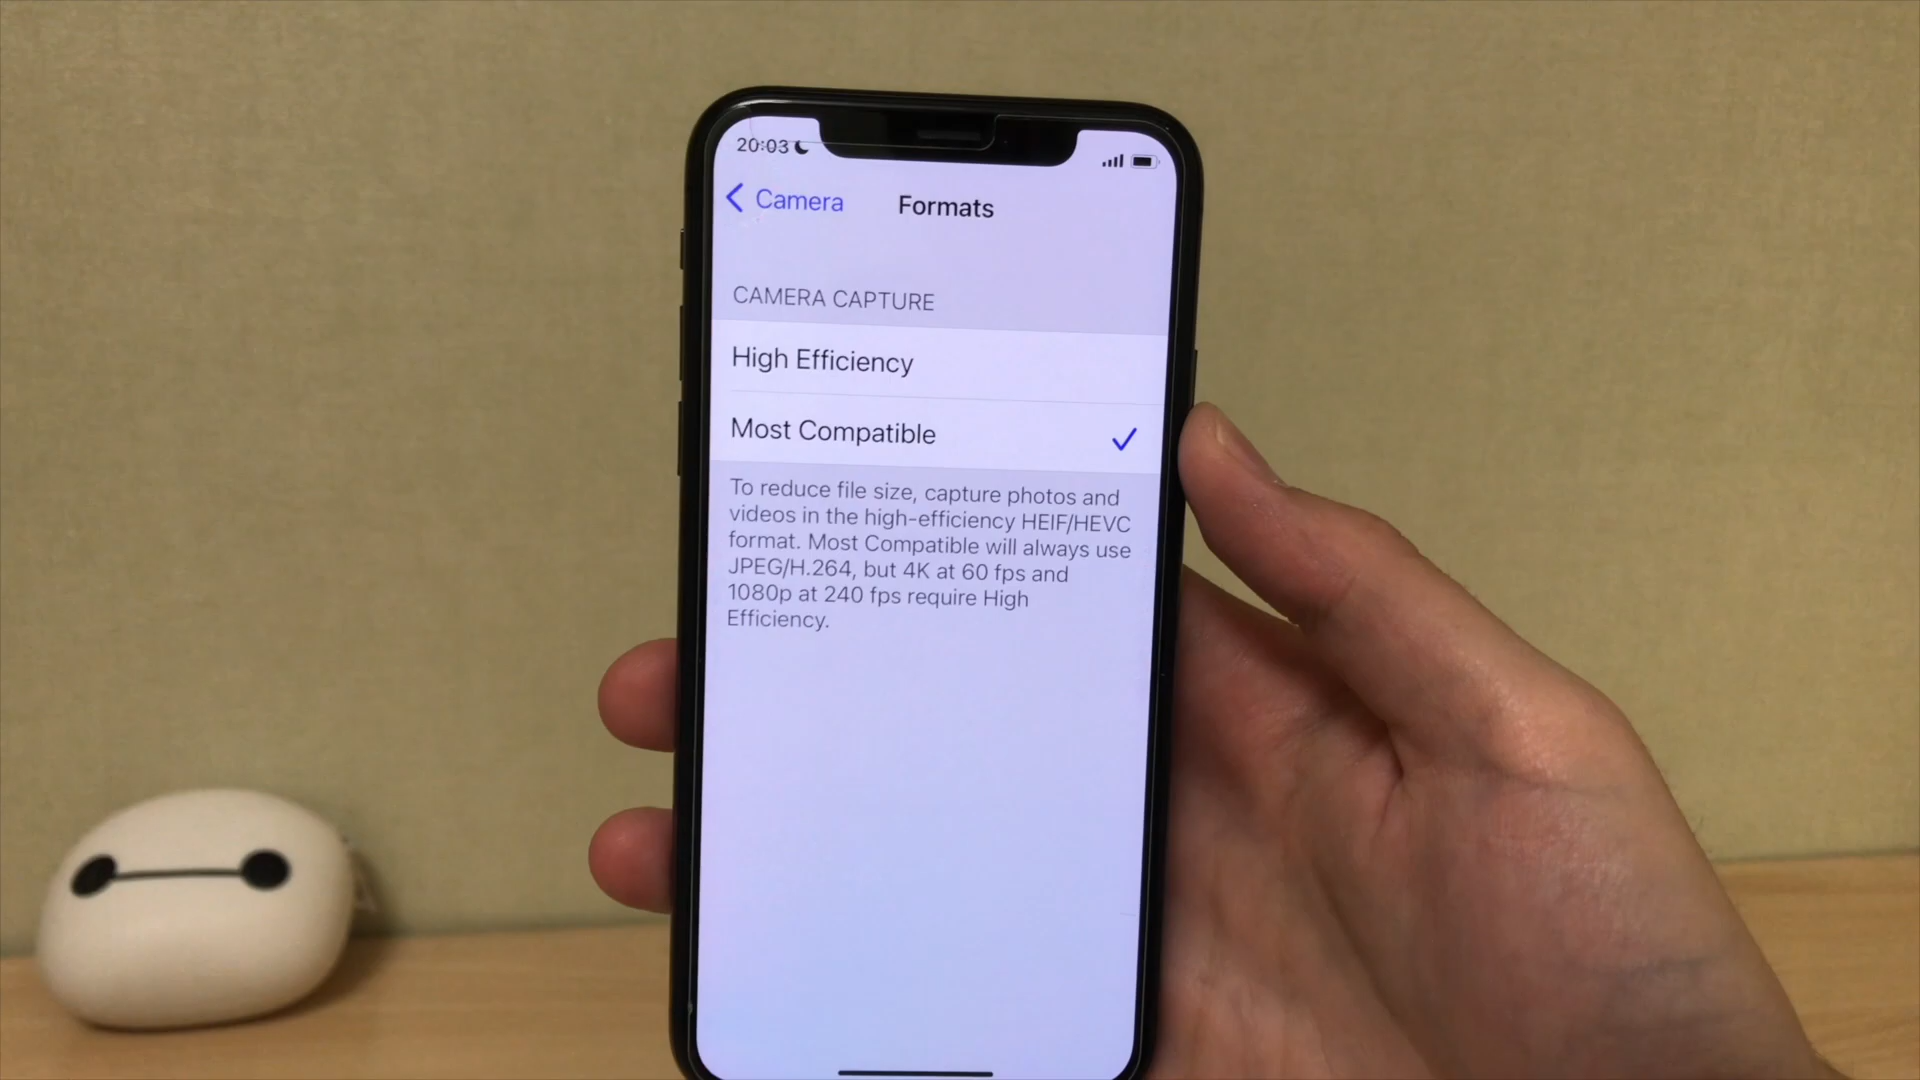 20:03
Camera
Formats
CAMERA CAPTURE
High Efficiency
Most Compatible
To reduce file size, capture photos and
videos in the high-efficiency HEIF/HEVC
format. Most Compatible will always use
JPEG/H.264, but 4K at 60 fps and
1080p at 240 fps require High
Efficiency.